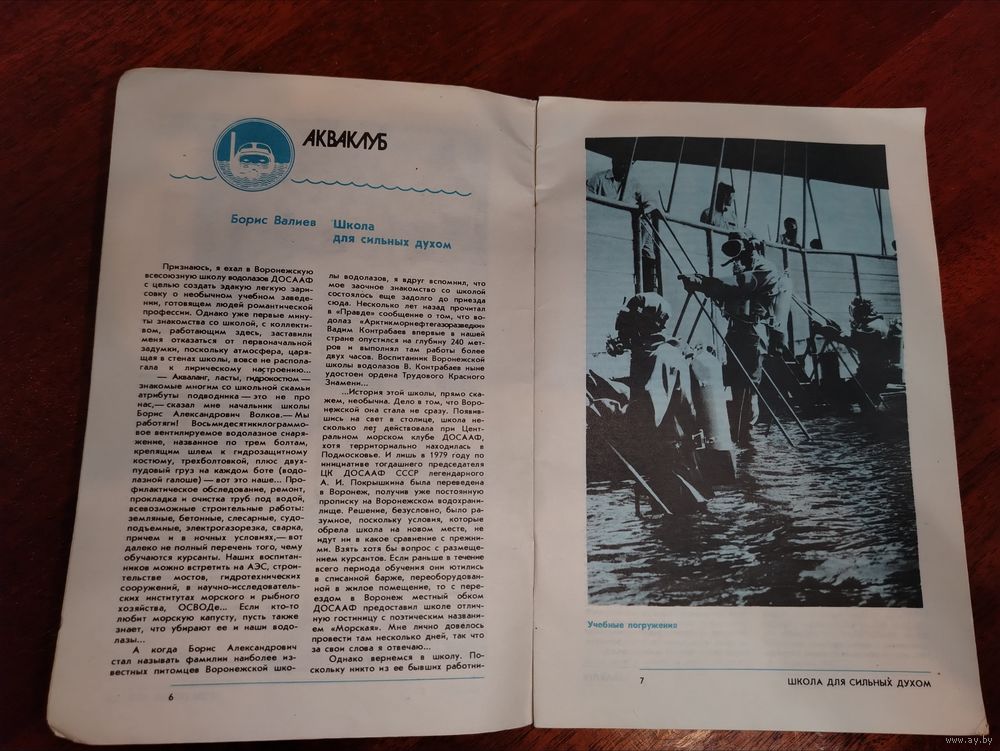 АКВАКЛУБ
Борис Валиев
Школа
для сильных духом
Признаюсь, я ехал в Воронежскую
всесоюзную школу водолазов ДОСААФ
с целью создать эдакую легкую зари-
совку о необычном учебном заведе-
нии, готовящем людей романтической
профессии. Однако уже первые мину-
ты знакомства со школой, с коллекти-
вом, работающим здесь, заставили
меня отказаться от первоначальной
задумки, поскольку атмосфера, царя-
щая в стенах школы, вовсе не распола-
гала к лирическому настроению...
— Акваланг, ласты, гидрокостюм —
знакомые многим со школьной скамьи
атрибуты подводника — это не про
нас,— сказал мне начальник школы
Борис Александрович Волков.— Мы
работяги! Восьмидесятикилограммо-
вое вентилируемое водолазное снаря-
жение, названное по трем болтам,
крепящим шлем к гидрозащитному
костюму, трехболтовкой, плюс двух-
пудовый груз на каждом боте (водо-
лазной галоше) — вот это наше... Про-
филактическое обследование, ремонт,
прокладка и очистка труб под водой,
всевозможные строительные работы:
земляные, бетонные, слесарные, судо-
подъемные, электрогазорезка, сварка,
причем и в ночных условиях,— вот
далеко не полный перечень того, чему
обучаются курсанты. Наших воспитан-
ников можно встретить на АЭС, строи-
тельстве мостов, гидротехнических
сооружений, в научно-исследователь-
ских институтах морского и рыбного
хозяйства, ОСВОДе... Если кто-то
любит морскую капусту, пусть также
знает, что убирают ее и наши водо-
лазы...
А когда Борис Александрович
стал называть фамилии наиболее из-
вестных питомцев Воронежской шко-
лы водолазов, я вдруг вспомнил, что
мое заочное знакомство со школой
состоялось еще задолго до приезда
сюда. Несколько лет назад прочитал
в «Правде» сообщение о том, что во-
долаз «Арктикморнефтегазоразведки»
Вадим Контрабаев впервые в нашей
стране опустился на глубину 240 мет-
ров и выполнял там работы более
двух часов. Воспитанник Воронежской
школы водолазов В. Контрабаев ныне
удостоен ордена Трудового Красного
Знамени...
...История этой школы, прямо ска-
жем, необычна. Дело в том, что Воро-
нежской она стала не сразу. Появив-
шись на свет в столице, школа не-
сколько лет действовала при Цент-
ральном морском клубе ДОСААФ,
хотя территориально находилась в
Подмосковье. И лишь в 1979 году по
инициативе тогдашнего председателя
ЦК ДОСААФ СССР легендарного
А. И. Покрышкина была переведена
в Воронеж, получив уже постоянную
прописку на Воронежском водохрани-
лище. Решение, безусловно, было ра-
зумное, поскольку условия, которые
обрела школа на новом месте, не
идут ни в какое сравнение с прежни-
ми. Взять хотя бы вопрос с размеще-
нием курсантов. Если раньше в течение
всего периода обучения они ютились
в списанной барже, переоборудован-
ной в жилое помещение, то с пере-
ездом в Воронеж местный обком
ДОСААФ предоставил школе отлич-
ную гостиницу с поэтическим названи-
ем «Морская». Мне лично довелось
провести там несколько дней, так что
за свои слова я отвечаю...
Однако вернемся в школу. По-
скольку никто из ее бывших работни-
6
Учебные погружения
7
ШКОЛА ДЛЯ СИЛЬНЫХ ДУХОМ
www.ay.by